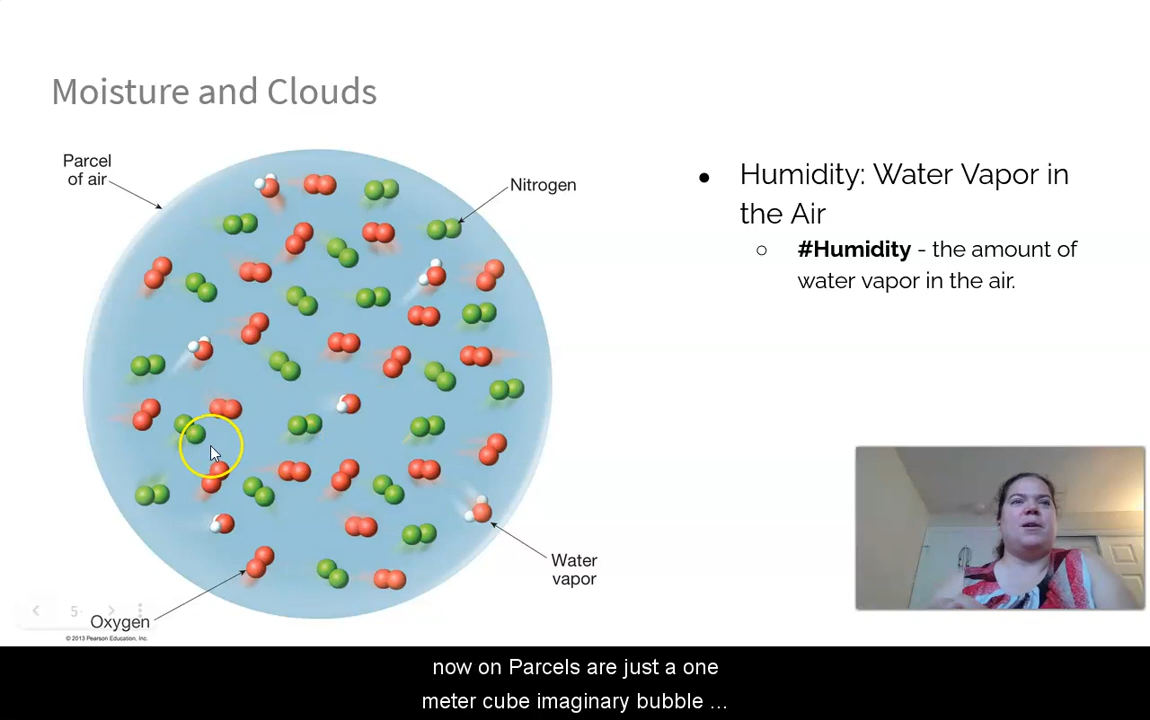 Moisture and Clouds
Parcel
of air
Nitrogen
Water
vapor
Oxygen
5
© 2013 Pearson Education, Inc.
● Humidity: Water Vapor in
the Air
○ #Humidity - the amount of
water vapor in the air.
now on Parcels are just a one
meter cube imaginary bubble ...